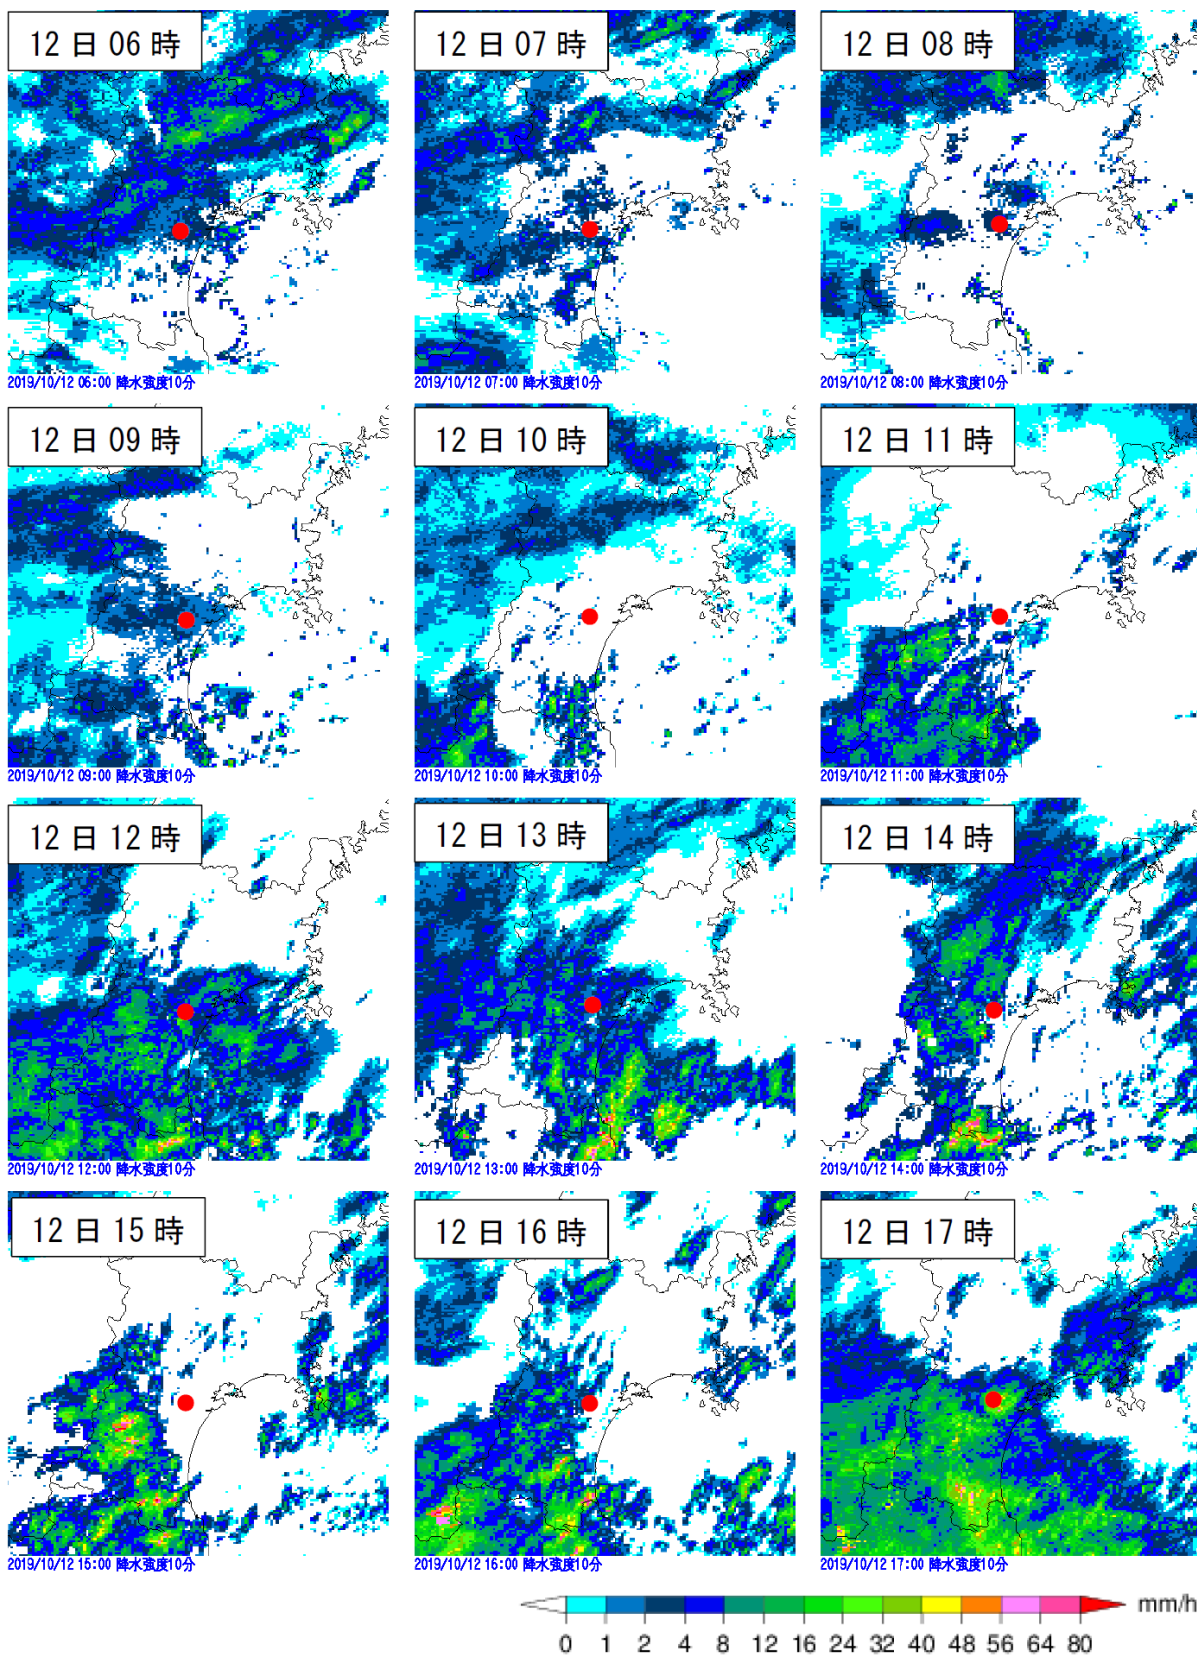 12 日 06 時
12 日 07 時
12 日 08 時
2019/10/12 06:00 降水強度10分
2019/10/12 07:00 降水強度10分
2019/10/12 08:00 降水強度10分
12 日 09 時
12 日 10 時
12 日 11 時
2019/10/12 09:00 降水強度10分
2019/10/12 10:00 降水強度10分
2019/10/12 11:00 降水強度10分
12 日 12 時
12 日 13 時
12 日 14 時
2019/10/12 12:00 降水強度10分
2019/10/12 13:00 降水強度10分
2019/10/12 14:00 降水強度10分
12 日 15 時
12 日 16 時
12 日 17 時
2019/10/12 15:00 降水強度10分
2019/10/12 16:00 降水強度10分
2019/10/12 17:00 降水強度10分
mm/h
0 1 2 4 8 12 16 24 32 40 48 56 64 80